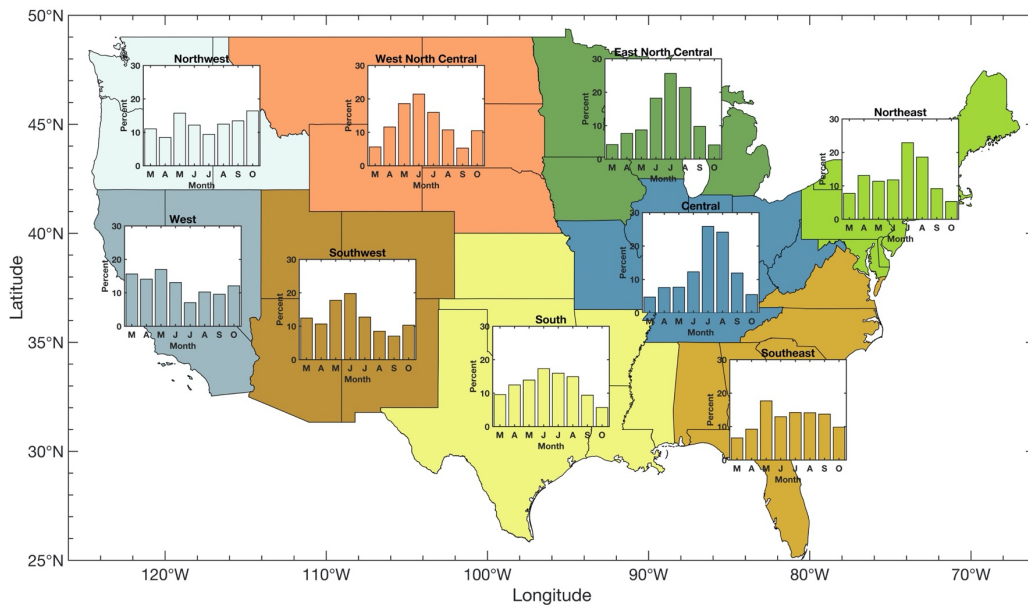 50°N
45°N
40°N
35°N
30°N
25°N
Latitude
120°W
110°W
100°W
90°W
80°W
70°W
Longitude
Northwest
30
20
10
0
Percent
M A M J J A S O
Month
West North Central
30
20
10
0
Percent
M A M J J A S O
Month
East North Central
30
20
10
0
Percent
M A M J J A S O
Month
Northeast
30
20
10
0
Percent
M A M J J A S O
Month
West
30
20
10
0
Percent
M A M J J A S O
Month
Southwest
30
20
10
0
Percent
M A M J J A S O
Month
Central
30
20
10
0
Percent
M A M J J A S O
Month
South
30
20
10
0
Percent
M A M J J A S O
Month
Southeast
30
20
10
0
Percent
M A M J J A S O
Month